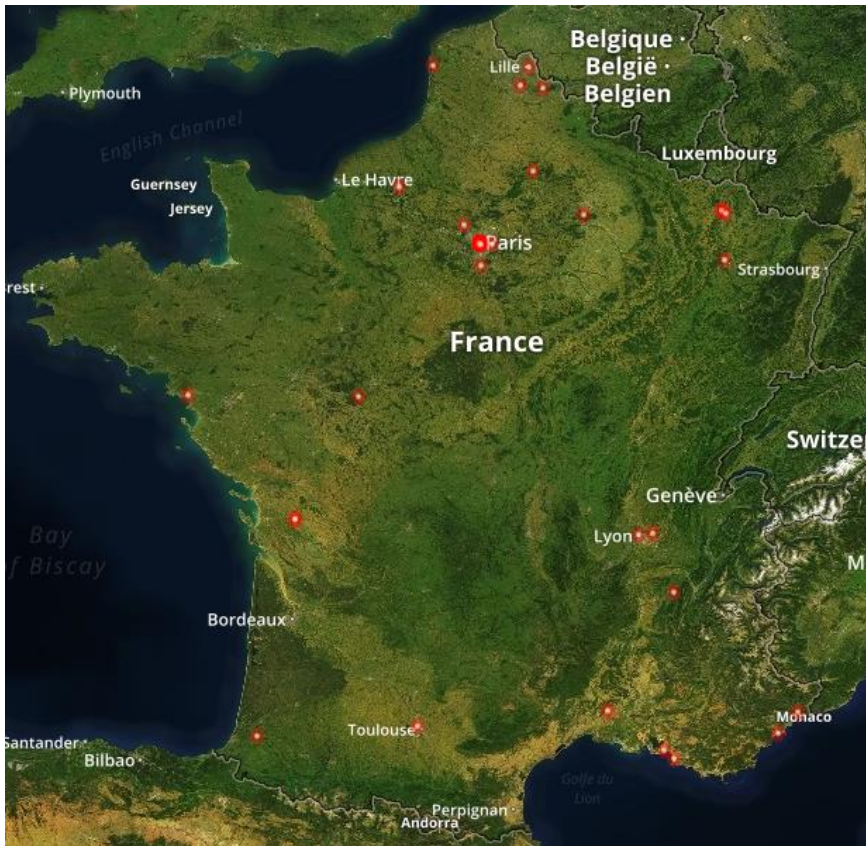 Belgique ·
België ·
Belgien
Lille
Plymouth
English Channel
Luxembourg
Guernsey
Le Havre
Jersey
Paris
Strasbourg
rest
France
Switze
Genève
Bay
of Biscay
Lyon
M
Bordeaux
Toulouse
Monaco
Santander
Bilbao
Golfe du
Lion
Perpignan
Andorra